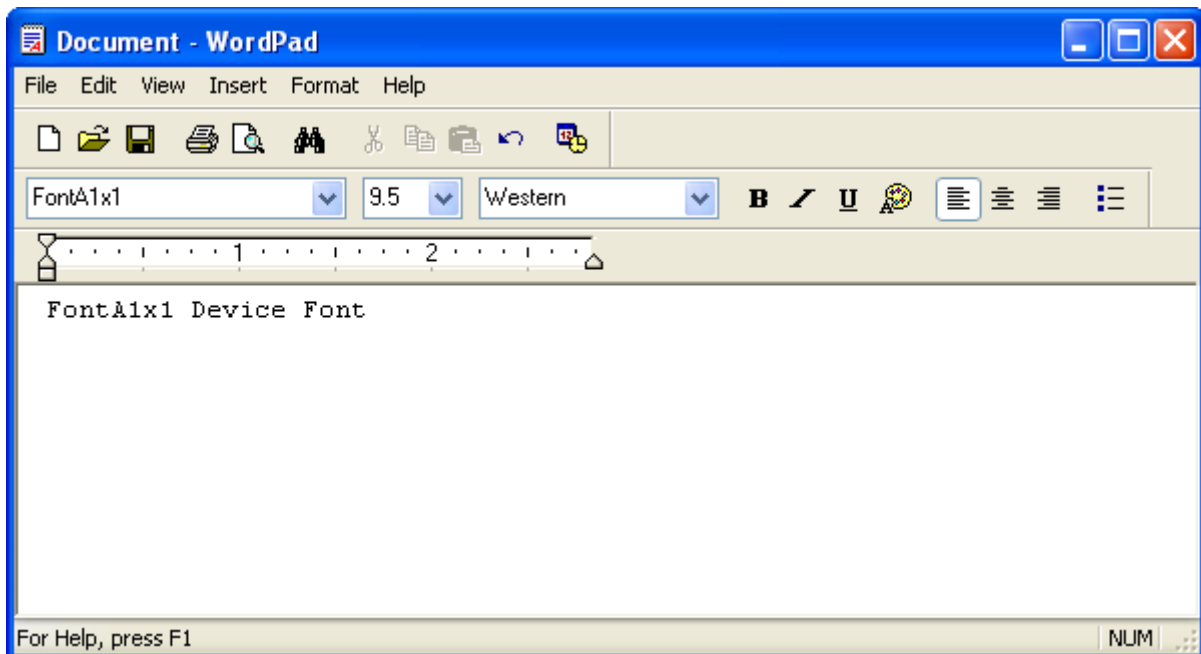 Document - WordPad
File Edit View Insert Format Help
FontA1x1 9.5 Western B U
1 2
FontA1x1 Device Font
For Help, press F1 NUM